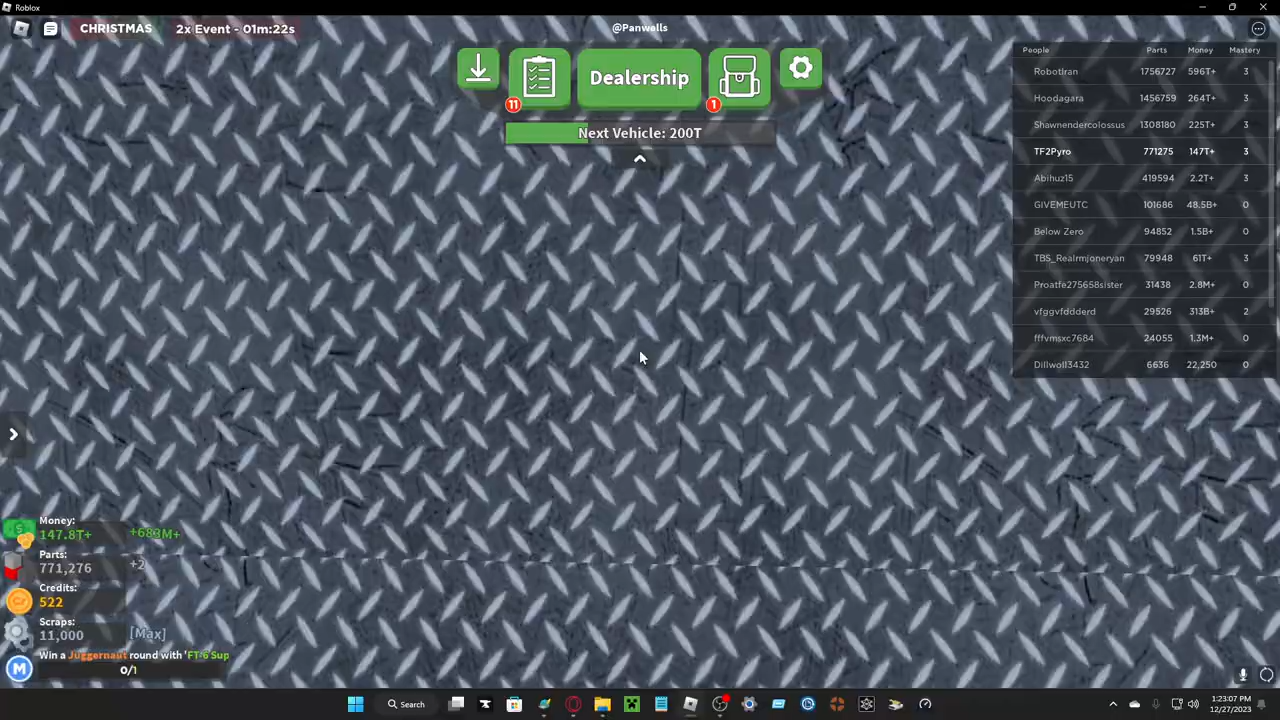 Roblox
CHRISTMAS
2x Event - 01m:22s
@Panwells
11
Dealership
1
Next Vehicle: 200T
People Parts Money Mastery
RobotIran 1756727 596T+ 3
Hoodagara 1456759 264T+ 3
Shawnendercolossus 1308180 225T+ 3
TF2Pyro 771275 147T+ 3
Abihuz15 419594 2.2T+ 3
GIVEMEUTC 101686 48.5B+ 0
Below Zero 94852 1.5B+ 0
TBS_Realrmjoneryan 79948 61T+ 3
Proatfe275658sister 31438 2.8M+ 0
vfggvfddderd 29526 313B+ 2
fffvmsxc7684 24055 1.3M+ 0
Dillwoll3432 6636 22,250 0
Money:
147.8T+ +683M+
Parts:
771,276 +2
Credits:
522
Scraps:
11,000 [Max]
Win a Juggernaut round with 'FT-6 Sup
M 0/1
Search
1:23:07 PM
12/27/2023